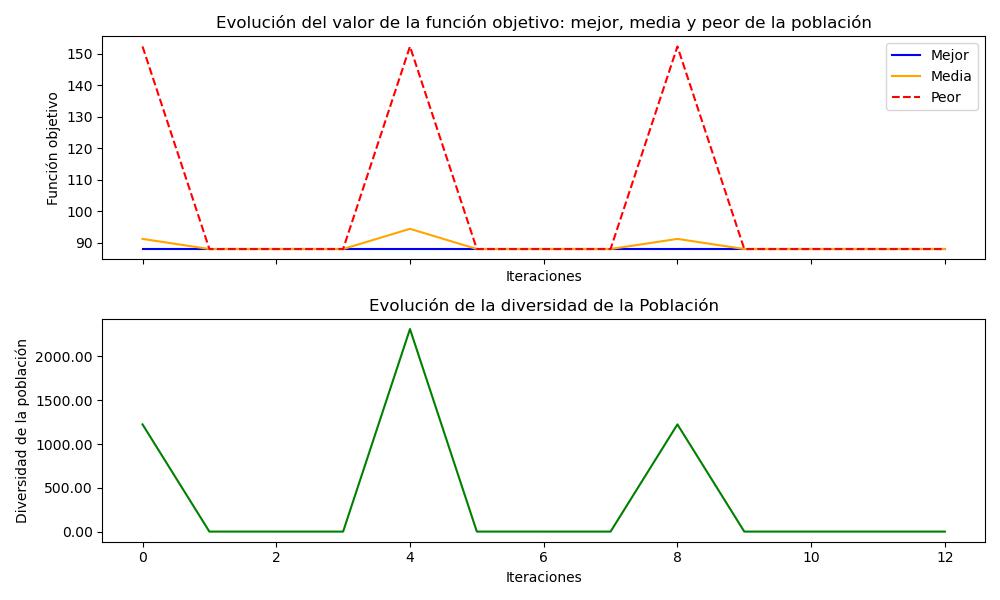 Evolución del valor de la función objetivo: mejor, media y peor de la población
150
140
130
120
110
100
90
Función objetivo
Mejor
Media
Peor
Iteraciones
Evolución de la diversidad de la Población
2000.00
1500.00
1000.00
500.00
0.00
Diversidad de la población
0 2 4 6 8 10 12
Iteraciones